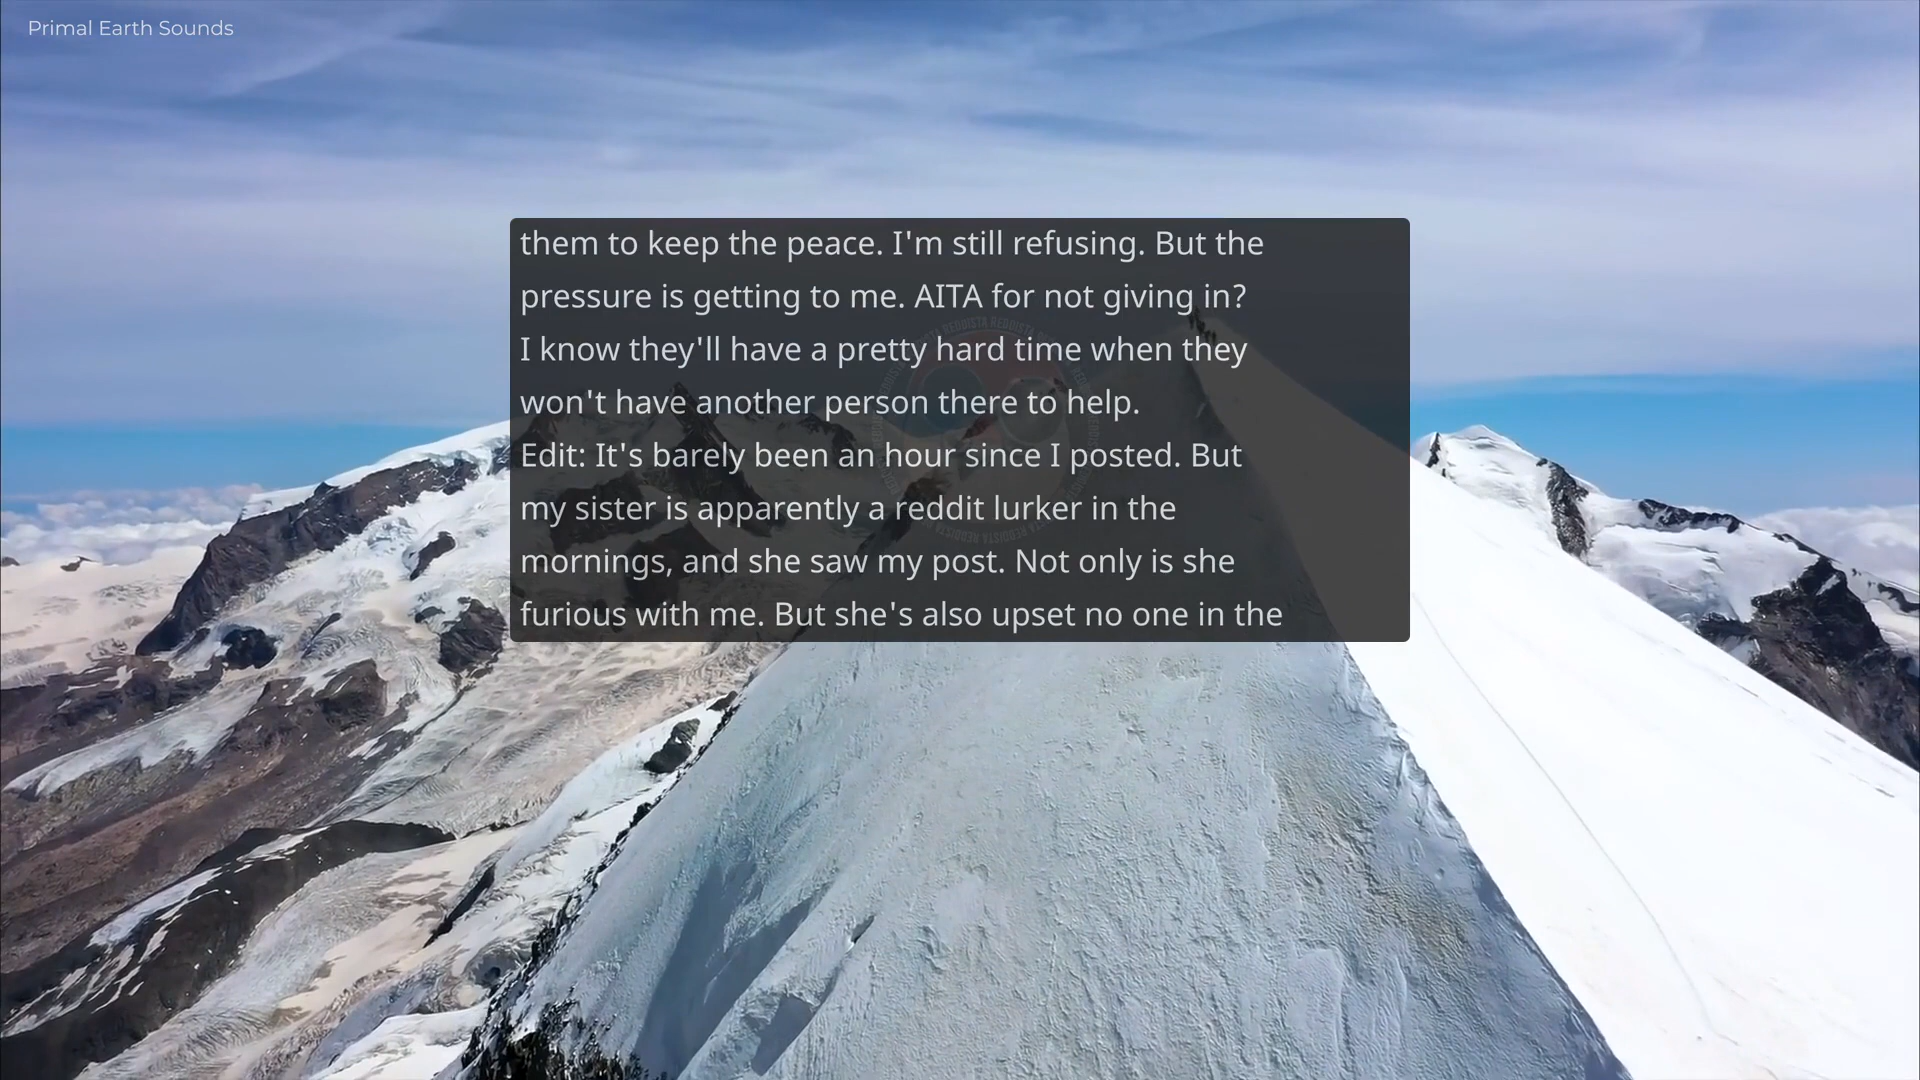 Primal Earth Sounds
them to keep the peace. I'm still refusing. But the
pressure is getting to me. AITA for not giving in?
I know they'll have a pretty hard time when they
won't have another person there to help.
Edit: It's barely been an hour since I posted. But
my sister is apparently a reddit lurker in the
mornings, and she saw my post. Not only is she
furious with me. But she's also upset no one in the
REDDISTA REDDISTA REDDISTA